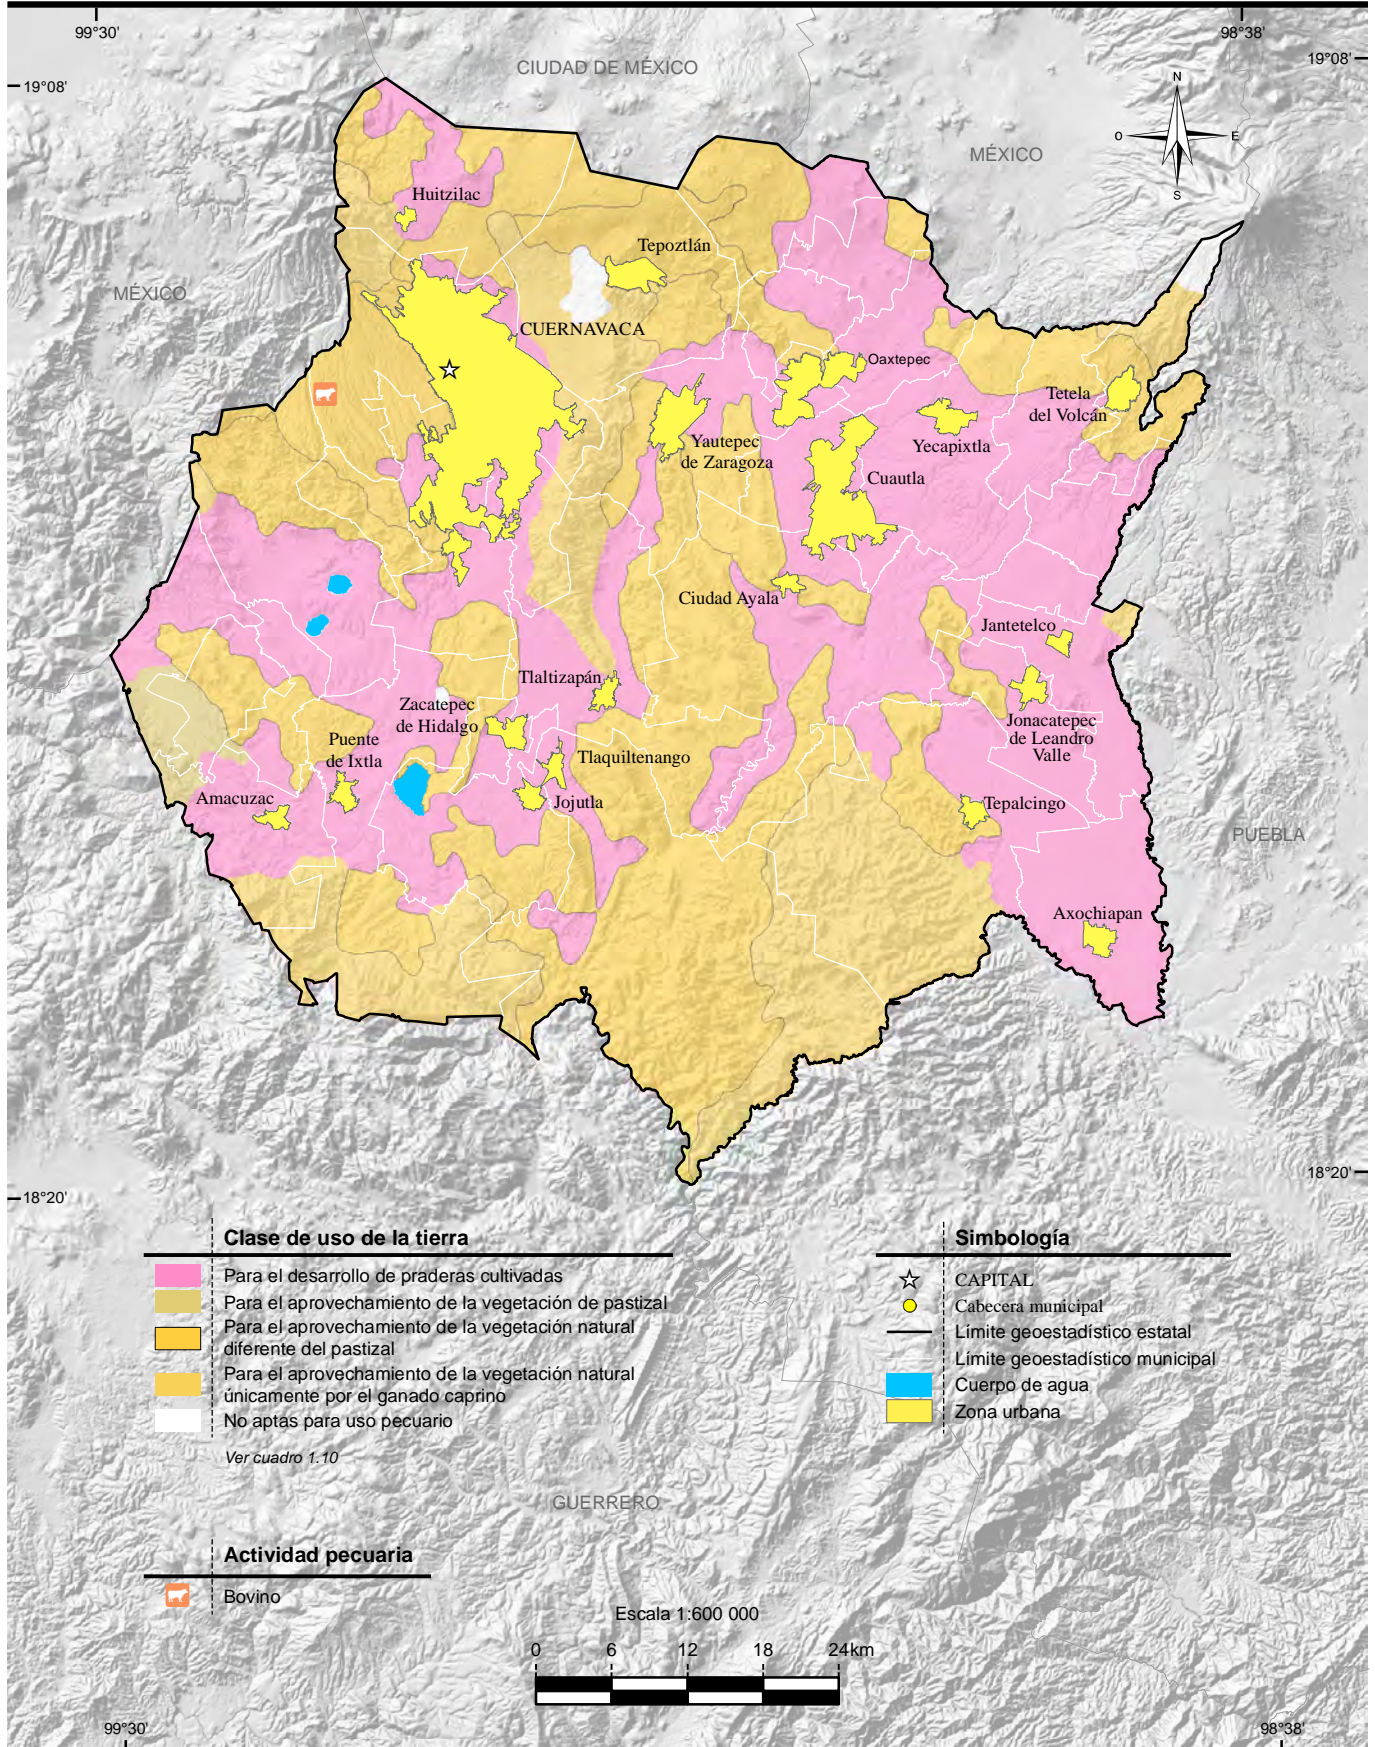 99°30'
98°38'
19°08'
19°08'
CIUDAD DE MÉXICO
N
O
E
S
MÉXICO
Huitzilac
Tepoztlán
MÉXICO
CUERNAVACA
Oaxtepec
Tetela
del Volcán
Yautepec
de Zaragoza
Yecapixtla
Cuautla
Ciudad Ayala
Jantetelco
Tlaltizapán
Zacatepec
de Hidalgo
Jonacatepec
de Leandro
Valle
Puente
de Ixtla
Tlaquiltenango
Amacuzac
Jojutla
Tepalcingo
PUEBLA
Axochiapan
18°20'
18°20'
Clase de uso de la tierra
Para el desarrollo de praderas cultivadas
Para el aprovechamiento de la vegetación de pastizal
Para el aprovechamiento de la vegetación natural
diferente del pastizal
Para el aprovechamiento de la vegetación natural
únicamente por el ganado caprino
No aptas para uso pecuario
Ver cuadro 1.10
Simbología
CAPITAL
Cabecera municipal
Límite geoestadístico estatal
Límite geoestadístico municipal
Cuerpo de agua
Zona urbana
GUERRERO
Actividad pecuaria
Bovino
Escala 1:600 000
0 6 12 18 24km
99°30'
98°38'